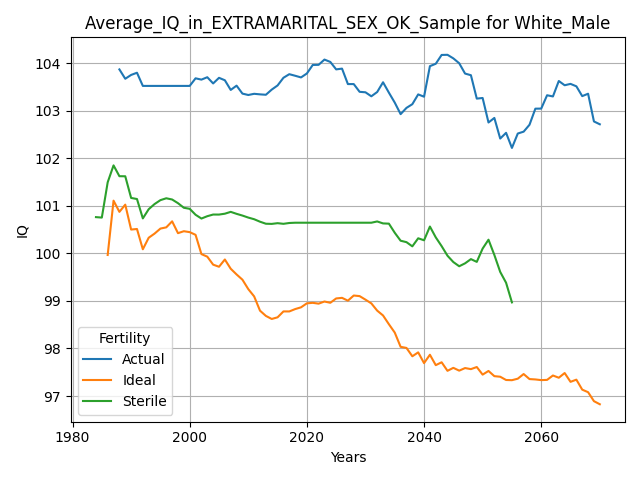 Average_IQ_in_EXTRAMARITAL_SEX_OK_Sample for White_Male
104
103
102
101
100
99
98
97
IQ
Fertility
Actual
Ideal
Sterile
1980
2000
2020
2040
2060
Years